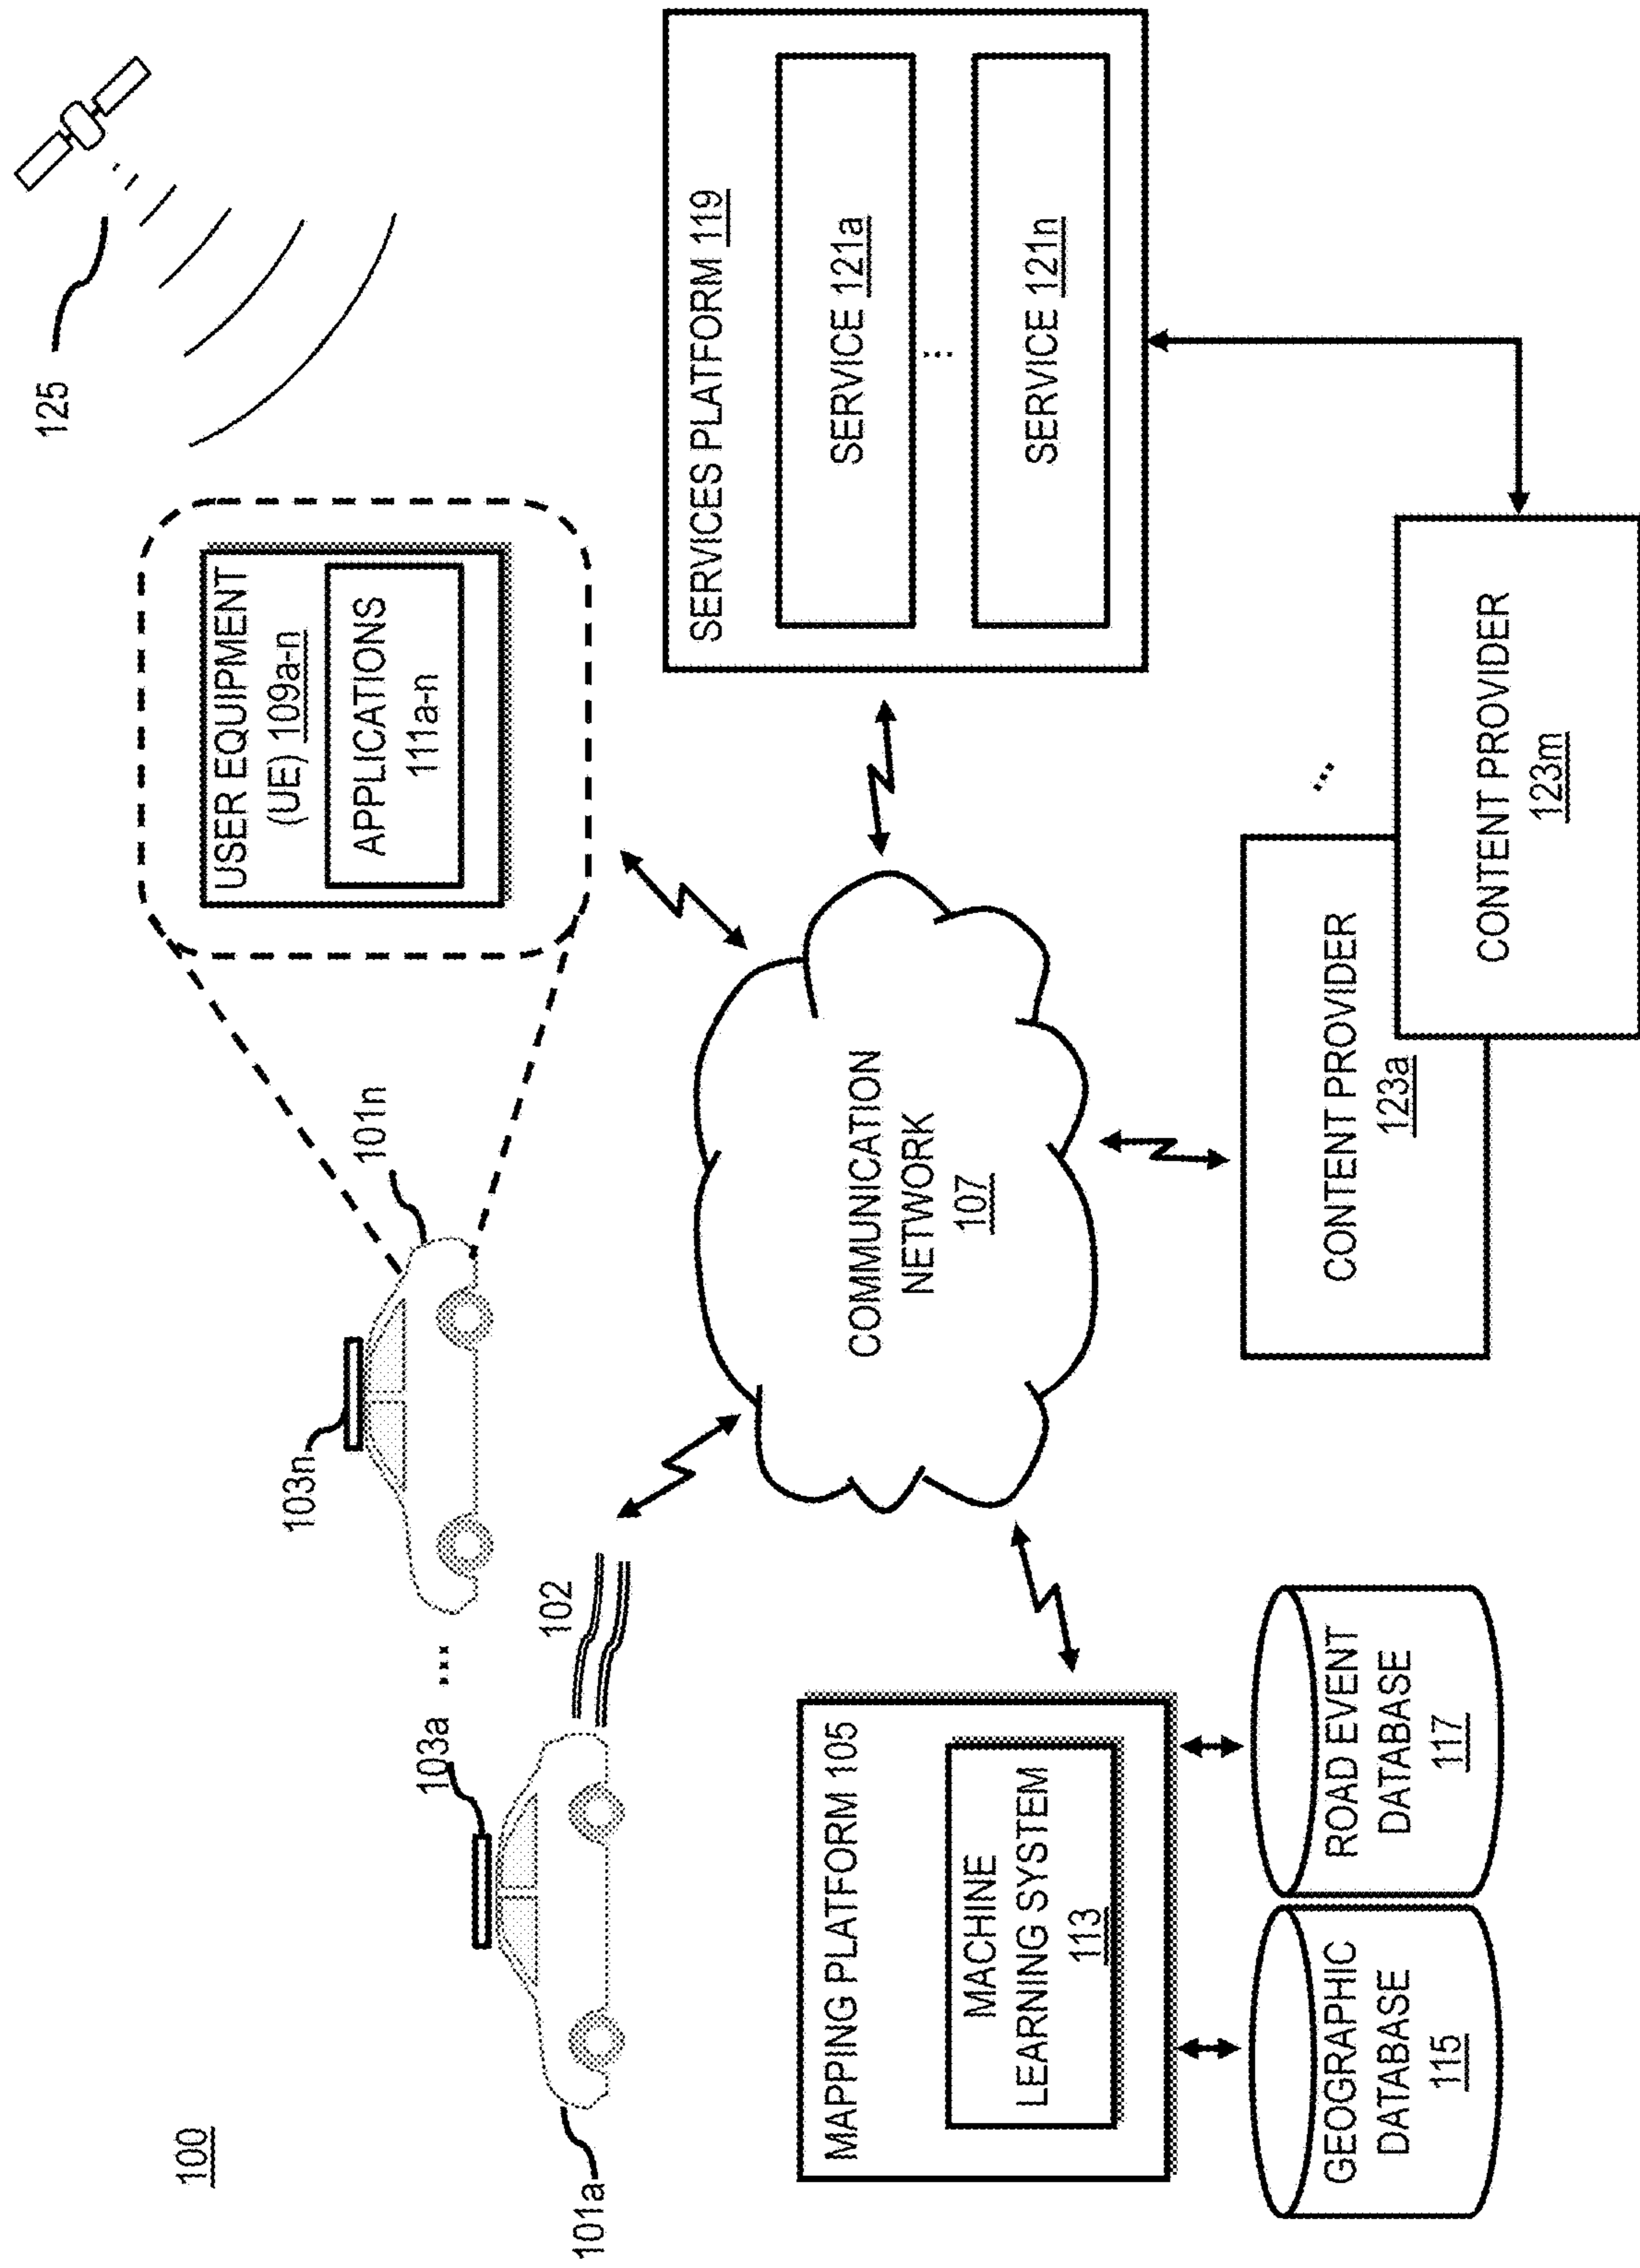 100
125
101n
103n
103a
...
102
101a
USER EQUIPMENT
(UE) 109a-n
APPLICATIONS
111a-n
SERVICES PLATFORM 119
SERVICE 121a
...
SERVICE 121n
COMMUNICATION
NETWORK
107
MAPPING PLATFORM 105
MACHINE
LEARNING SYSTEM
113
GEOGRAPHIC
DATABASE
115
ROAD EVENT
DATABASE
117
CONTENT PROVIDER
123a
...
CONTENT PROVIDER
123m